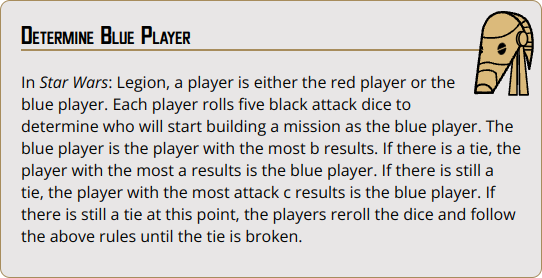 Determine Blue Player
In Star Wars: Legion, a player is either the red player or the
blue player. Each player rolls five black attack dice to
determine who will start building a mission as the blue player. The
blue player is the player with the most b results. If there is a tie, the
player with the most a results is the blue player. If there is still a
tie, the player with the most attack c results is the blue player. If
there is still a tie at this point, the players reroll the dice and follow
the above rules until the tie is broken.